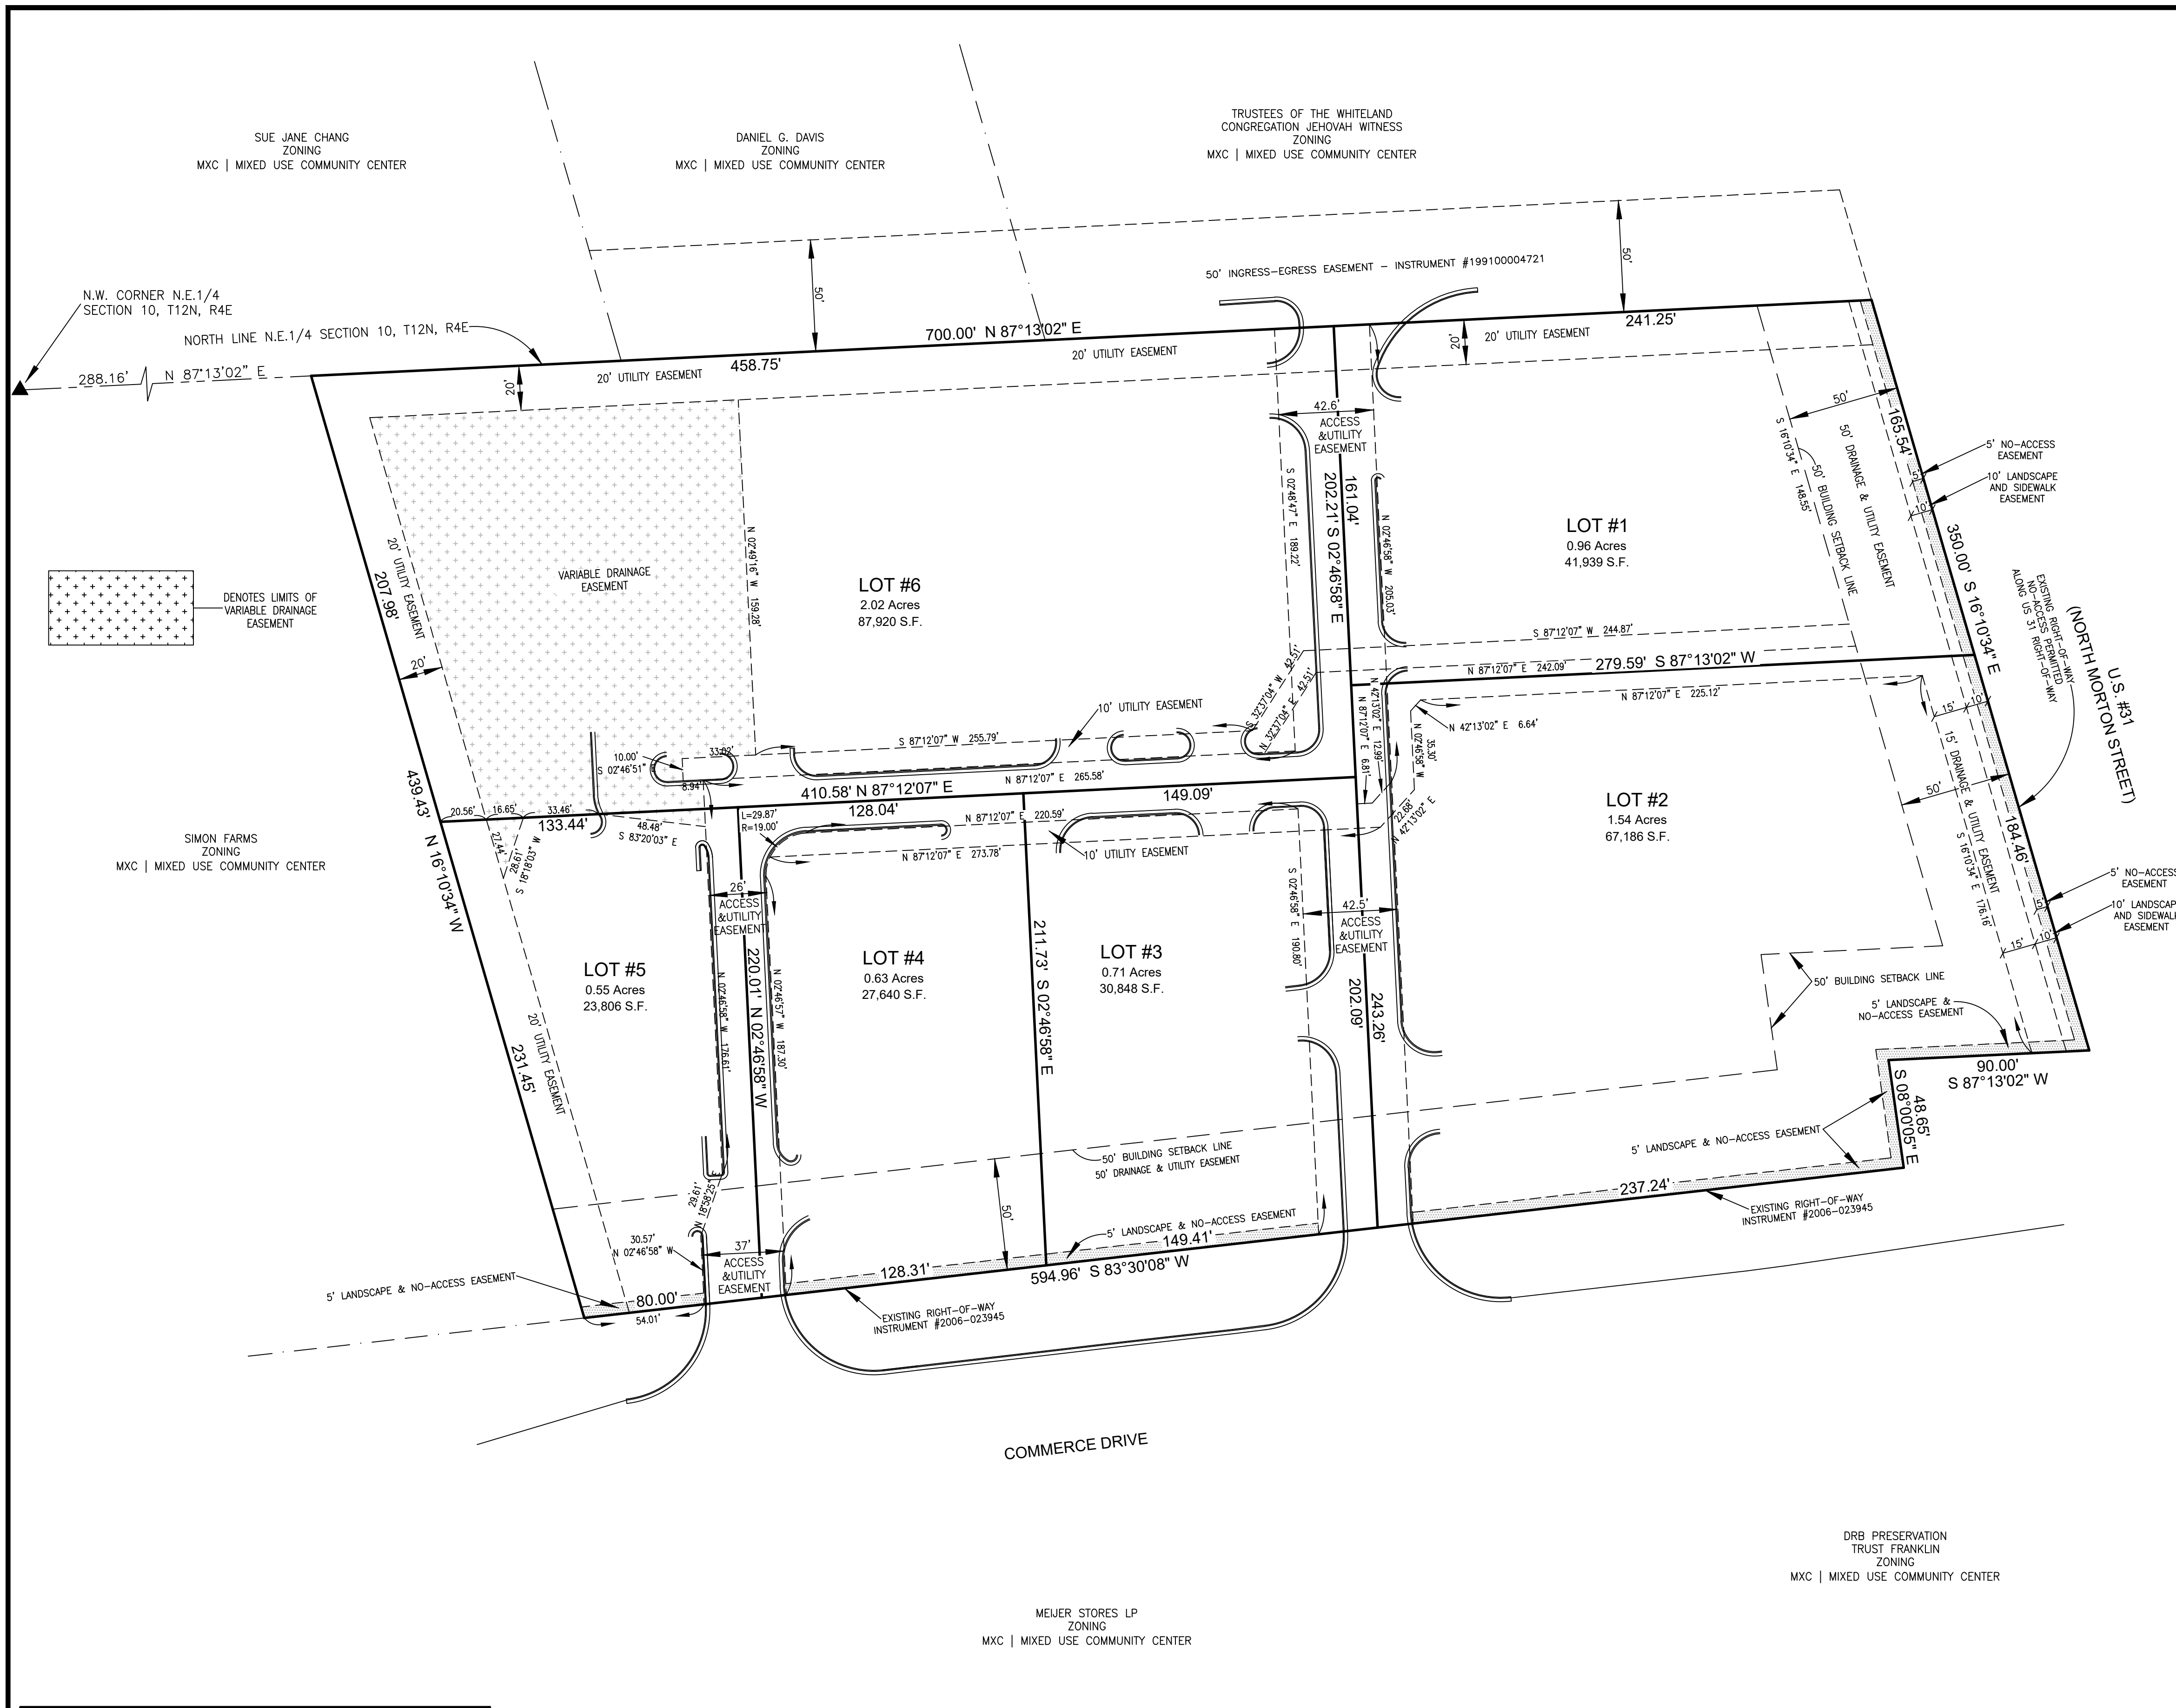 SUE JANE CHANG
ZONING
MXC | MIXED USE COMMUNITY CENTER
DANIEL G. DAVIS
ZONING
MXC | MIXED USE COMMUNITY CENTER
TRUSTEES OF THE WHITELAND
CONGREGATION JEHOVAH WITNESS
ZONING
MXC | MIXED USE COMMUNITY CENTER
N.W. CORNER N.E.1/4
SECTION 10, T12N, R4E
NORTH LINE N.E.1/4 SECTION 10, T12N, R4E
288.16' N 87°13'02" E
50'
50' INGRESS-EGRESS EASEMENT - INSTRUMENT #199100004721
50'
700.00' N 87°13'02" E
458.75'
241.25'
20'
20' UTILITY EASEMENT
20' UTILITY EASEMENT
20'
20' UTILITY EASEMENT
42.6'
ACCESS
&UTILITY
EASEMENT
50'
165.54'
5' NO-ACCESS
EASEMENT
10' LANDSCAPE
AND SIDEWALK
EASEMENT
5'
10'
S 16°10'34" E 148.55'
50' BUILDING SETBACK LINE
50' DRAINAGE & UTILITY EASEMENT
350.00' S 16°10'34" E
EXISTING RIGHT-OF-WAY
NO-ACCESS PERMITTED
ALONG US 31 RIGHT-OF-WAY
U.S. #31
(NORTH MORTON STREET)
DENOTES LIMITS OF
VARIABLE DRAINAGE
EASEMENT
207.98'
20' UTILITY EASEMENT
20'
VARIABLE DRAINAGE
EASEMENT
N 02°49'16" W 159.28'
LOT #6
2.02 Acres
87,920 S.F.
S 02°48'47" E 189.22'
161.04'
202.21' S 02°46'58" E
N 02°46'58" W 205.03'
LOT #1
0.96 Acres
41,939 S.F.
S 87°12'07" W 244.87'
N 87°12'07" E 242.09'
279.59' S 87°13'02" W
S 32°37'04" W 42.51'
N 32°37'04" E 42.51'
10' UTILITY EASEMENT
S 87°12'07" W 255.79'
N 87°12'07" E 265.58'
10.00'
S 02°46'51" E
33.02'
8.94'
N 42°13'02" E 12.99'
N 87°12'07" E 6.81'
N 87°12'07" E 225.12'
N 42°13'02" E 6.64'
35.30'
N 02°46'58" W
22.68'
N 42°13'02" E
15'
10'
15' DRAINAGE & UTILITY EASEMENT
S 16°10'34" E 176.16'
50'
184.46'
439.43' N 16°10'34" W
20.56'
16.65'
33.46'
133.44'
410.58' N 87°12'07" E
128.04'
149.09'
48.48'
S 83°20'03" E
27.44'
28.61'
S 18°18'03" W
L=29.87'
R=19.00'
N 87°12'07" E 220.59'
N 87°12'07" E 273.78'
10' UTILITY EASEMENT
LOT #2
1.54 Acres
67,186 S.F.
SIMON FARMS
ZONING
MXC | MIXED USE COMMUNITY CENTER
26'
ACCESS
&UTILITY
EASEMENT
42.5'
ACCESS
&UTILITY
EASEMENT
5' NO-ACCESS
EASEMENT
10' LANDSCAPE
AND SIDEWALK
EASEMENT
5'
10'
15'
LOT #5
0.55 Acres
23,806 S.F.
LOT #4
0.63 Acres
27,640 S.F.
LOT #3
0.71 Acres
30,848 S.F.
N 02°46'58" W 176.61'
220.01' N 02°46'58" W
N 02°46'57" W 187.30'
211.73' S 02°46'58" E
S 02°46'58" E 190.80'
202.09'
243.26'
50' BUILDING SETBACK LINE
5' LANDSCAPE &
NO-ACCESS EASEMENT
90.00'
S 87°13'02" W
48.65'
S 08°00'05" E
231.45'
20' UTILITY EASEMENT
50' BUILDING SETBACK LINE
50' DRAINAGE & UTILITY EASEMENT
5' LANDSCAPE & NO-ACCESS EASEMENT
29.61'
N 18°58'25" E
50'
5' LANDSCAPE & NO-ACCESS EASEMENT
237.24'
EXISTING RIGHT-OF-WAY
INSTRUMENT #2006-023945
30.57'
N 02°46'58" W
37'
ACCESS
&UTILITY
EASEMENT
5' LANDSCAPE & NO-ACCESS EASEMENT
80.00'
54.01'
128.31'
149.41'
594.96' S 83°30'08" W
EXISTING RIGHT-OF-WAY
INSTRUMENT #2006-023945
COMMERCE DRIVE
DRB PRESERVATION
TRUST FRANKLIN
ZONING
MXC | MIXED USE COMMUNITY CENTER
MEIJER STORES LP
ZONING
MXC | MIXED USE COMMUNITY CENTER